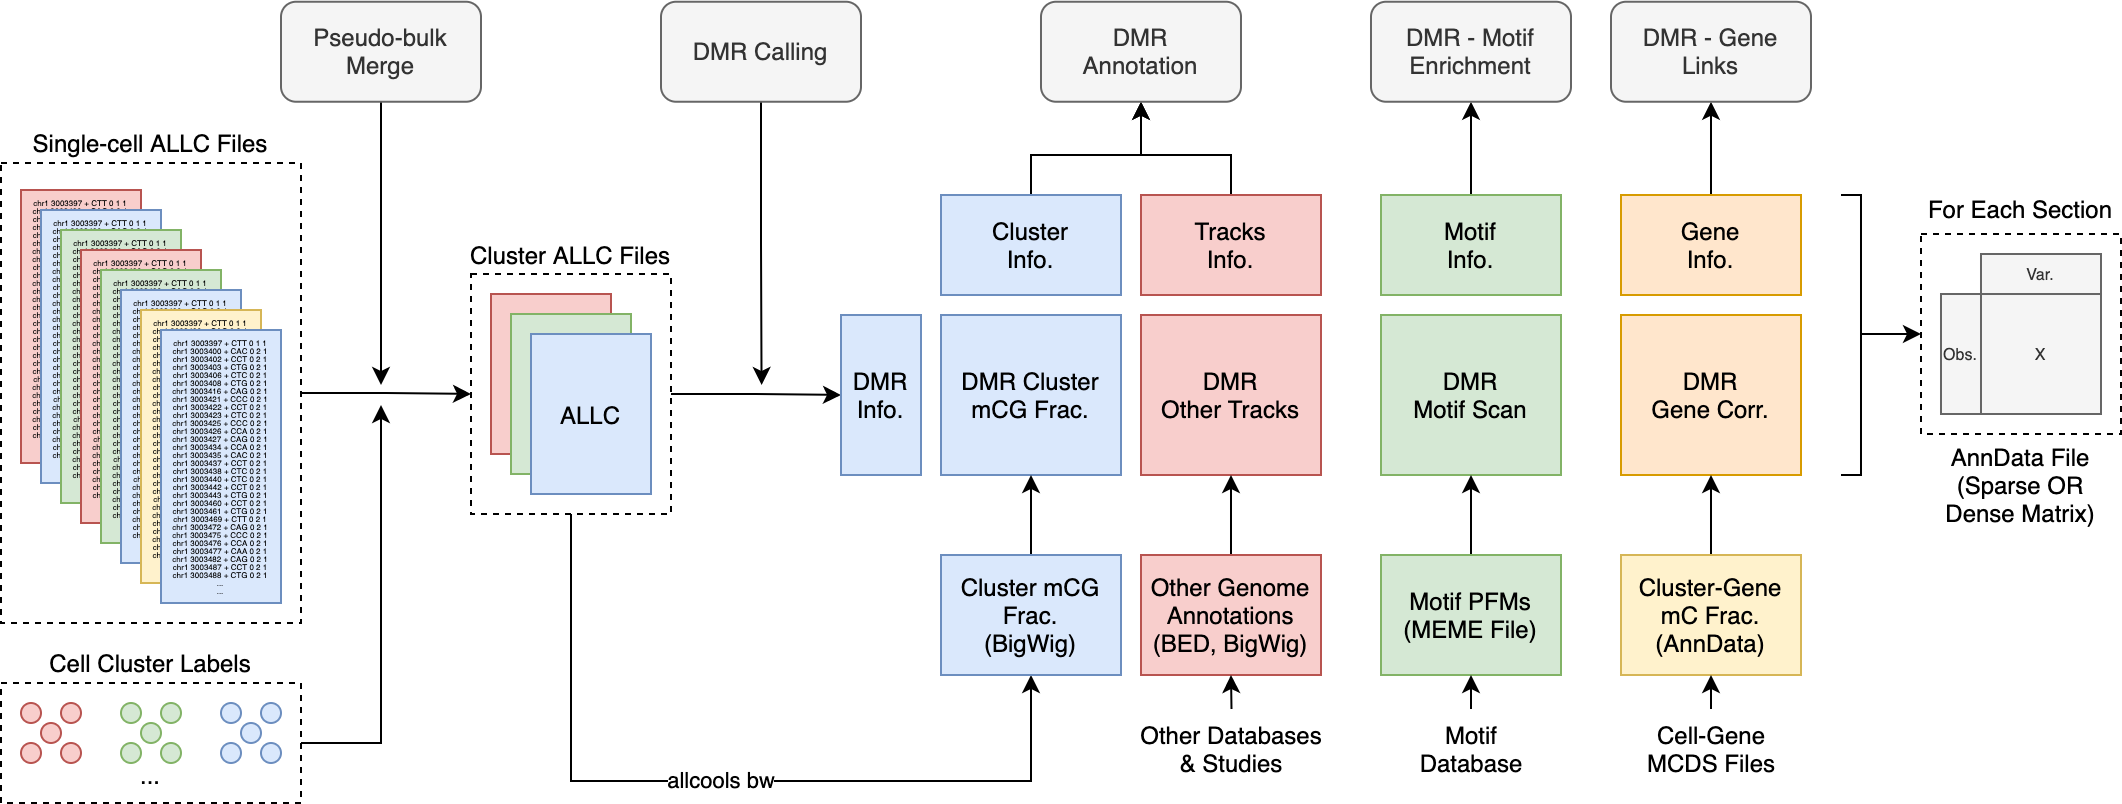 Pseudo-bulk
Merge
DMR Calling
DMR
Annotation
DMR - Motif
Enrichment
DMR - Gene
Links
Single-cell ALLC Files
chr1 3003397 + CTT 0 1 1
chr1 3003397 + CTT 0 1 1
chr1 3003397 + CTT 0 1 1
chr1 3003397 + CTT 0 1 1
chr1 3003397 + CTT 0 1 1
chr1 3003397 + CTT 0 1 1
chr1 3003397 + CTT 0 1 1
chr1 3003397 + CTT 0 1 1
chr1 3003400 + CAC 0 2 1
chr1 3003402 + CCT 0 2 1
chr1 3003403 + CTG 0 2 1
chr1 3003406 + CTC 0 2 1
chr1 3003408 + CTG 0 2 1
chr1 3003416 + CAG 0 2 1
chr1 3003421 + CCC 0 2 1
chr1 3003422 + CCT 0 2 1
chr1 3003423 + CTC 0 2 1
chr1 3003425 + CCC 0 2 1
chr1 3003426 + CCA 0 2 1
chr1 3003427 + CAG 0 2 1
chr1 3003434 + CCA 0 2 1
chr1 3003435 + CAC 0 2 1
chr1 3003437 + CCT 0 2 1
chr1 3003438 + CTC 0 2 1
chr1 3003440 + CTC 0 2 1
chr1 3003442 + CCT 0 2 1
chr1 3003443 + CTG 0 2 1
chr1 3003460 + CCT 0 2 1
chr1 3003461 + CTG 0 2 1
chr1 3003469 + CTT 0 2 1
chr1 3003472 + CAG 0 2 1
chr1 3003475 + CCC 0 2 1
chr1 3003476 + CCA 0 2 1
chr1 3003477 + CAA 0 2 1
chr1 3003482 + CAG 0 2 1
chr1 3003487 + CCT 0 2 1
chr1 3003488 + CTG 0 2 1
...
...
Cell Cluster Labels
...
Cluster ALLC Files
ALLC
allcools bw
DMR
Info.
Cluster
Info.
DMR Cluster
mCG Frac.
Cluster mCG
Frac.
(BigWig)
Tracks
Info.
DMR
Other Tracks
Other Genome
Annotations
(BED, BigWig)
Other Databases
& Studies
Motif
Info.
DMR
Motif Scan
Motif PFMs
(MEME File)
Motif
Database
Gene
Info.
DMR
Gene Corr.
Cluster-Gene
mC Frac.
(AnnData)
Cell-Gene
MCDS Files
For Each Section
Var.
Obs.
X
AnnData File
(Sparse OR
Dense Matrix)